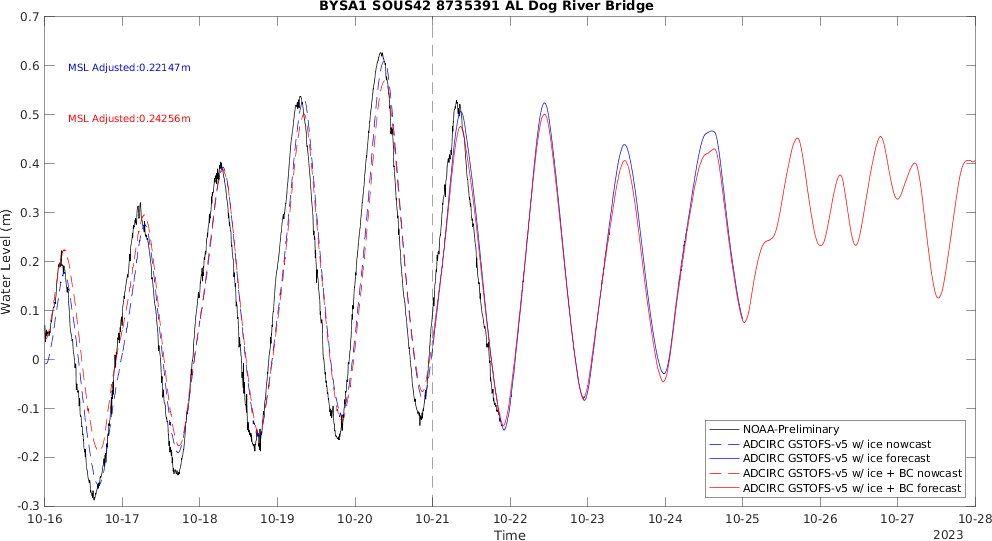 BYSA1 SOUS42 8735391 AL Dog River Bridge
0.7
0.6
0.5
0.4
0.3
0.2
0.1
0
-0.1
-0.2
-0.3
Water Level (m)
MSL Adjusted:0.22147m
MSL Adjusted:0.24256m
NOAA-Preliminary
ADCIRC GSTOFS-v5 w/ ice nowcast
ADCIRC GSTOFS-v5 w/ ice forecast
ADCIRC GSTOFS-v5 w/ ice + BC nowcast
ADCIRC GSTOFS-v5 w/ ice + BC forecast
10-16 10-17 10-18 10-19 10-20 10-21 10-22 10-23 10-24 10-25 10-26 10-27 10-28
Time
2023